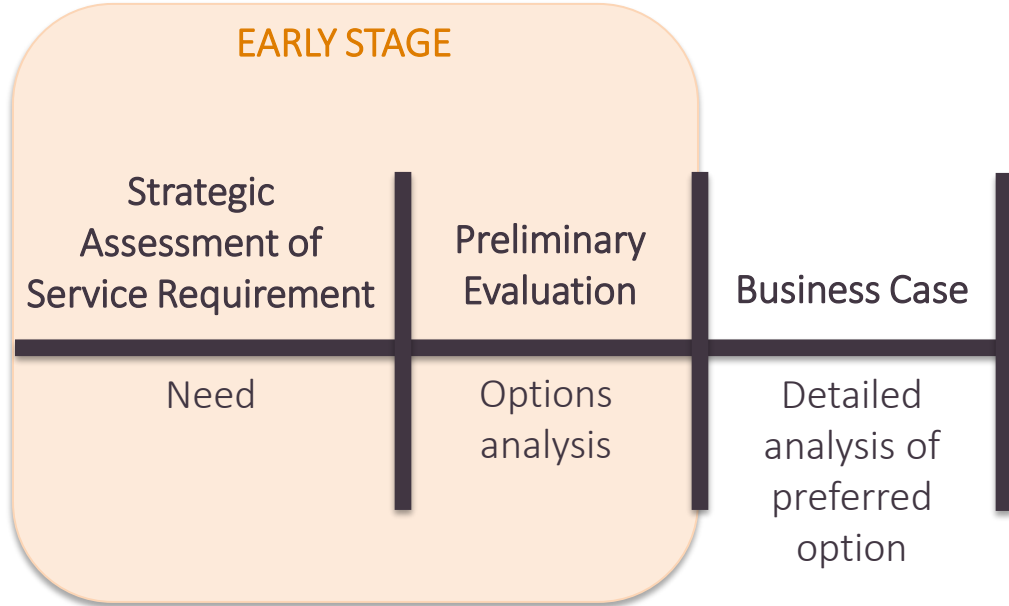 EARLY STAGE
Strategic
Assessment of
Service Requirement
Need
Preliminary
Evaluation
Options
analysis
Business Case
Detailed
analysis of
preferred
option